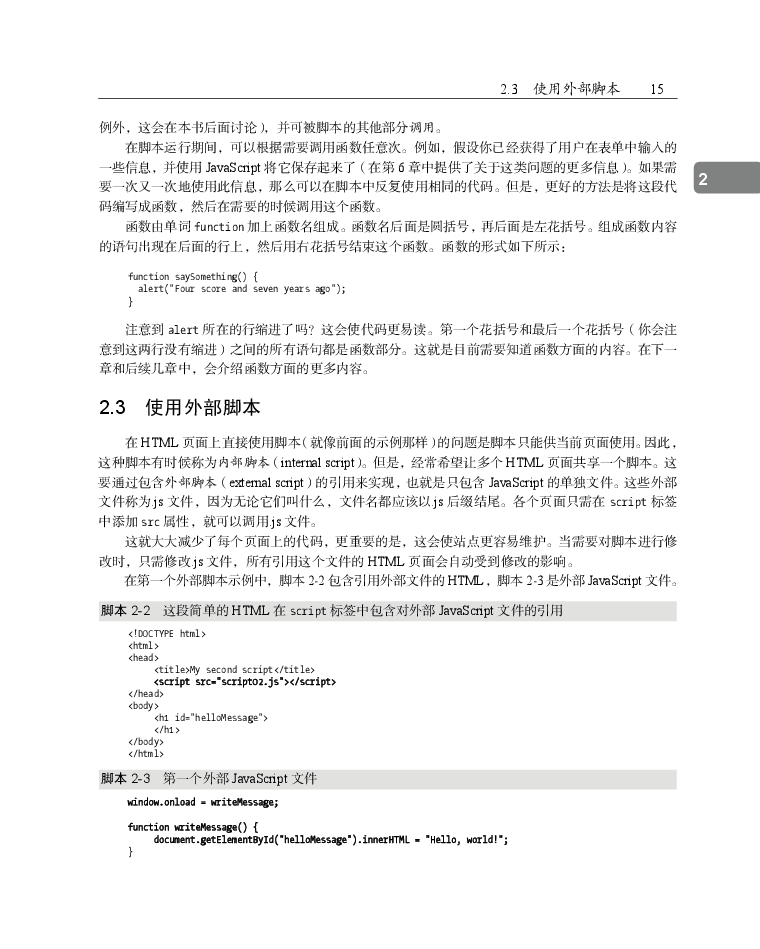 2.3 使用外部脚本 15
例外，这会在本书后面讨论），并可被脚本的其他部分调用。
在脚本运行期间，可以根据需要调用函数任意次。例如，假设你已经获得了用户在表单中输入的
一些信息，并使用 JavaScript 将它保存起来了（在第 6 章中提供了关于这类问题的更多信息）。如果需
要一次又一次地使用此信息，那么可以在脚本中反复使用相同的代码。但是，更好的方法是将这段代
码编写成函数，然后在需要的时候调用这个函数。
2
函数由单词 function 加上函数名组成。函数名后面是圆括号，再后面是左花括号。组成函数内容
的语句出现在后面的行上，然后用右花括号结束这个函数。函数的形式如下所示：
function saySomething() {
alert("Four score and seven years ago");
}
注意到 alert 所在的行缩进了吗？这会使代码更易读。第一个花括号和最后一个花括号（你会注
意到这两行没有缩进）之间的所有语句都是函数部分。这就是目前需要知道函数方面的内容。在下一
章和后续几章中，会介绍函数方面的更多内容。
2.3 使用外部脚本
在 HTML 页面上直接使用脚本（就像前面的示例那样）的问题是脚本只能供当前页面使用。因此，
这种脚本有时候称为内部脚本（internal script）。但是，经常希望让多个 HTML 页面共享一个脚本。这
要通过包含外部脚本（external script）的引用来实现，也就是只包含 JavaScript 的单独文件。这些外部
文件称为.js 文件，因为无论它们叫什么，文件名都应该以.js 后缀结尾。各个页面只需在 script 标签
中添加 src 属性，就可以调用.js 文件。
这就大大减少了每个页面上的代码，更重要的是，这会使站点更容易维护。当需要对脚本进行修
改时，只需修改.js 文件，所有引用这个文件的 HTML 页面会自动受到修改的影响。
在第一个外部脚本示例中，脚本 2-2 包含引用外部文件的 HTML，脚本 2-3 是外部 JavaScript 文件。
脚本 2-2 这段简单的 HTML 在 script 标签中包含对外部 JavaScript 文件的引用
<!DOCTYPE html>
<html>
<head>
<title>My second script</title>
<script src="script02.js"></script>
</head>
<body>
<h1 id="helloMessage">
</h1>
</body>
</html>
脚本 2-3 第一个外部 JavaScript 文件
window.onload = writeMessage;
function writeMessage() {
document.getElementById("helloMessage").innerHTML = "Hello, world!";
}